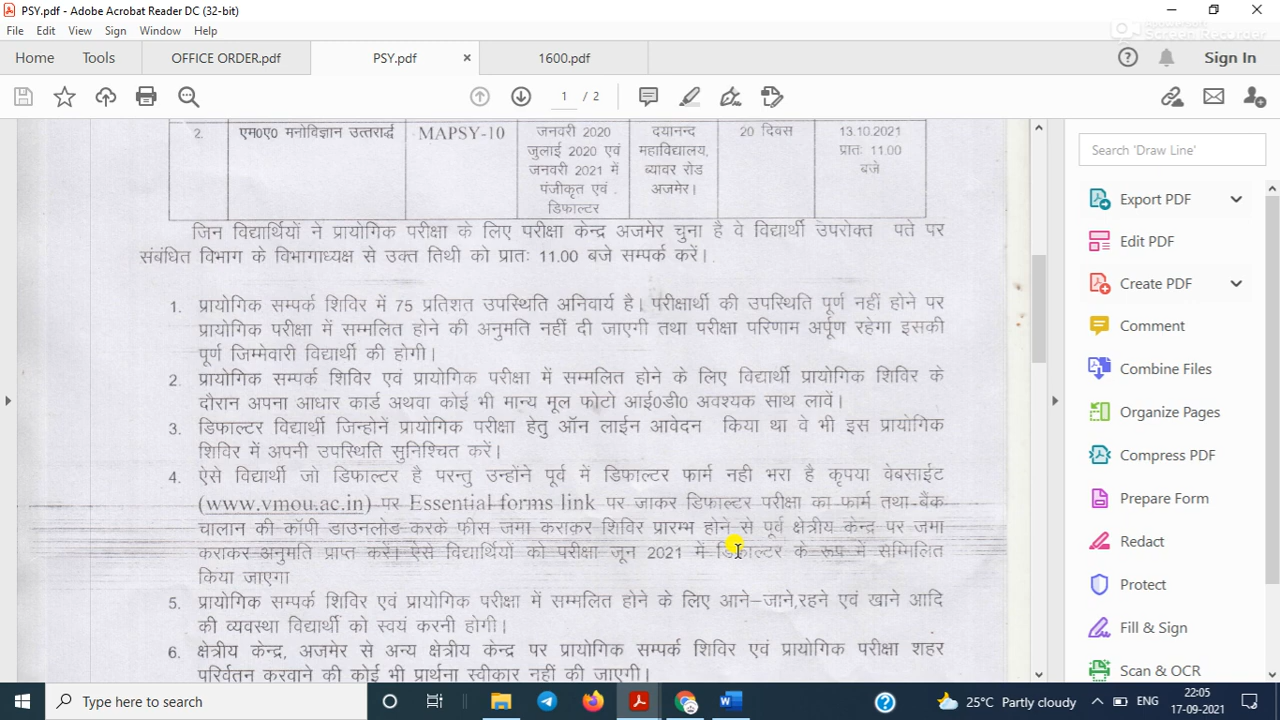 PSY.pdf - Adobe Acrobat Reader DC (32-bit)
File Edit View Sign Window Help
Screen Recorder
Home Tools OFFICE ORDER.pdf PSY.pdf × 1600.pdf ? Sign In
1 / 2
2. एम०ए० मनोविज्ञान उत्तरार्द्ध MAPSY-10 जनवरी 2020 दयानन्द 20 दिवस 13.10.2021
जुलाई 2020 एवं महाविद्यालय, प्रातः 11.00
जनवरी 2021 में ब्यावर रोड बजे
पंजीकृत एवं अजमेर।
डिफाल्टर
जिन विद्यार्थियों ने प्रायोगिक परीक्षा के लिए परीक्षा केन्द्र अजमेर चुना है वे विद्यार्थी उपरोक्त पते पर
संबंधित विभाग के विभागाध्यक्ष से उक्त तिथी को प्रातः 11.00 बजे सम्पर्क करें।
1. प्रायोगिक सम्पर्क शिविर में 75 प्रतिशत उपस्थिति अनिवार्य है। परीक्षार्थी की उपस्थिति पूर्ण नहीं होने पर
प्रायोगिक परीक्षा में सम्मलित होने की अनुमति नहीं दी जाएगी तथा परीक्षा परिणाम अर्पूण रहेगा इसकी
पूर्ण जिम्मेवारी विद्यार्थी की होगी।
2. प्रायोगिक सम्पर्क शिविर एवं प्रायोगिक परीक्षा में सम्मलित होने के लिए विद्यार्थी प्रायोगिक शिविर के
दौरान अपना आधार कार्ड अथवा कोई भी मान्य मूल फोटो आई०डी० अवश्यक साथ लावें।
3. डिफाल्टर विद्यार्थी जिन्होनें प्रायोगिक परीक्षा हेतु ऑन लाईन आवेदन किया था वे भी इस प्रायोगिक
शिविर में अपनी उपस्थिति सुनिश्चित करें।
4. ऐसे विद्यार्थी जो डिफाल्टर है परन्तु उन्होंने पूर्व में डिफाल्टर फार्म नही भरा है कृपया वेबसाईट
(www.vmou.ac.in) पर Essential forms link पर जाकर डिफाल्टर परीक्षा का फार्म तथा बैंक
चालान की कॉपी डाउनलोड करके फीस जमा कराकर शिविर प्रारम्भ होने से पूर्व क्षेत्रीय केन्द्र पर जमा
कराकर अनुमति प्राप्त करें। ऐसे विद्यार्थियों को परीक्षा जून 2021 में डिफाल्टर के रूप में सम्मिलित
किया जाएगा
5. प्रायोगिक सम्पर्क शिविर एवं प्रायोगिक परीक्षा में सम्मलित होने के लिए आने–जाने,रहने एवं खाने आदि
की व्यवस्था विद्यार्थी को स्वयं करनी होगी।
6. क्षेत्रीय केन्द्र, अजमेर से अन्य क्षेत्रीय केन्द्र पर प्रायोगिक सम्पर्क शिविर एवं प्रायोगिक परीक्षा शहर
परिर्वतन करवाने की कोई भी प्रार्थना स्वीकार नहीं की जाएगी।
Search 'Draw Line'
Export PDF
Edit PDF
Create PDF
Comment
Combine Files
Organize Pages
Compress PDF
Prepare Form
Redact
Protect
Fill & Sign
Scan & OCR
Type here to search
25°C Partly cloudy ENG 22:05
17-09-2021